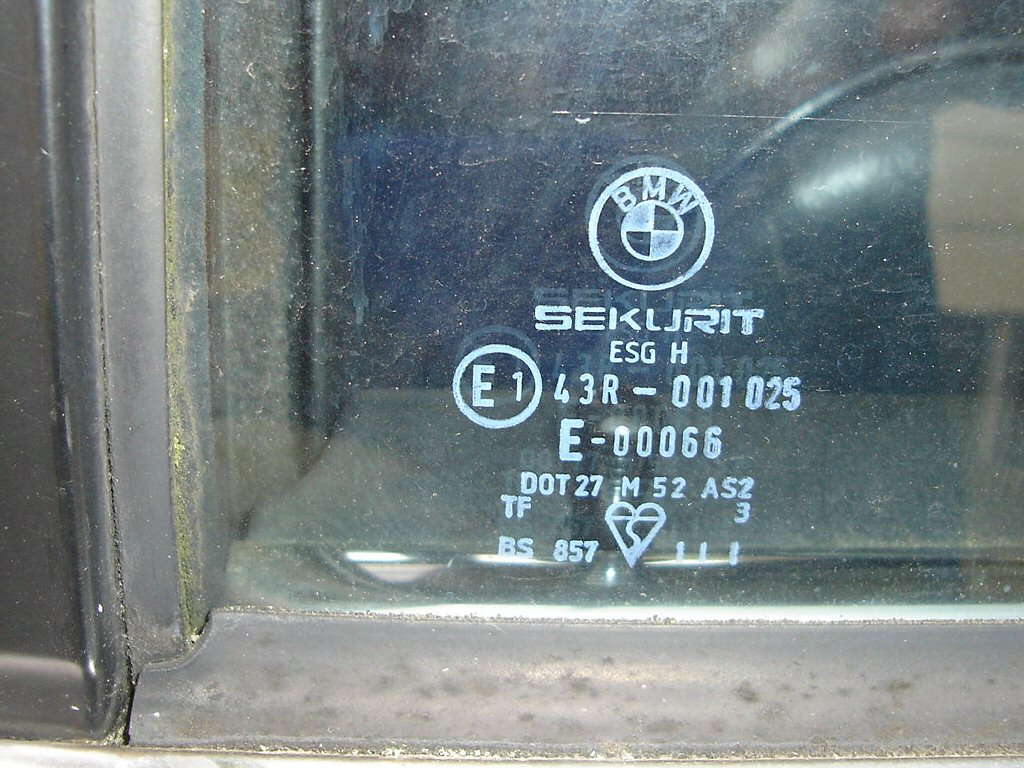 BMW
SEKURIT
ESG H
E1 43R - 001 025
E-00066
DOT 27 M 52 AS2
TF 3
BS 857 I I I